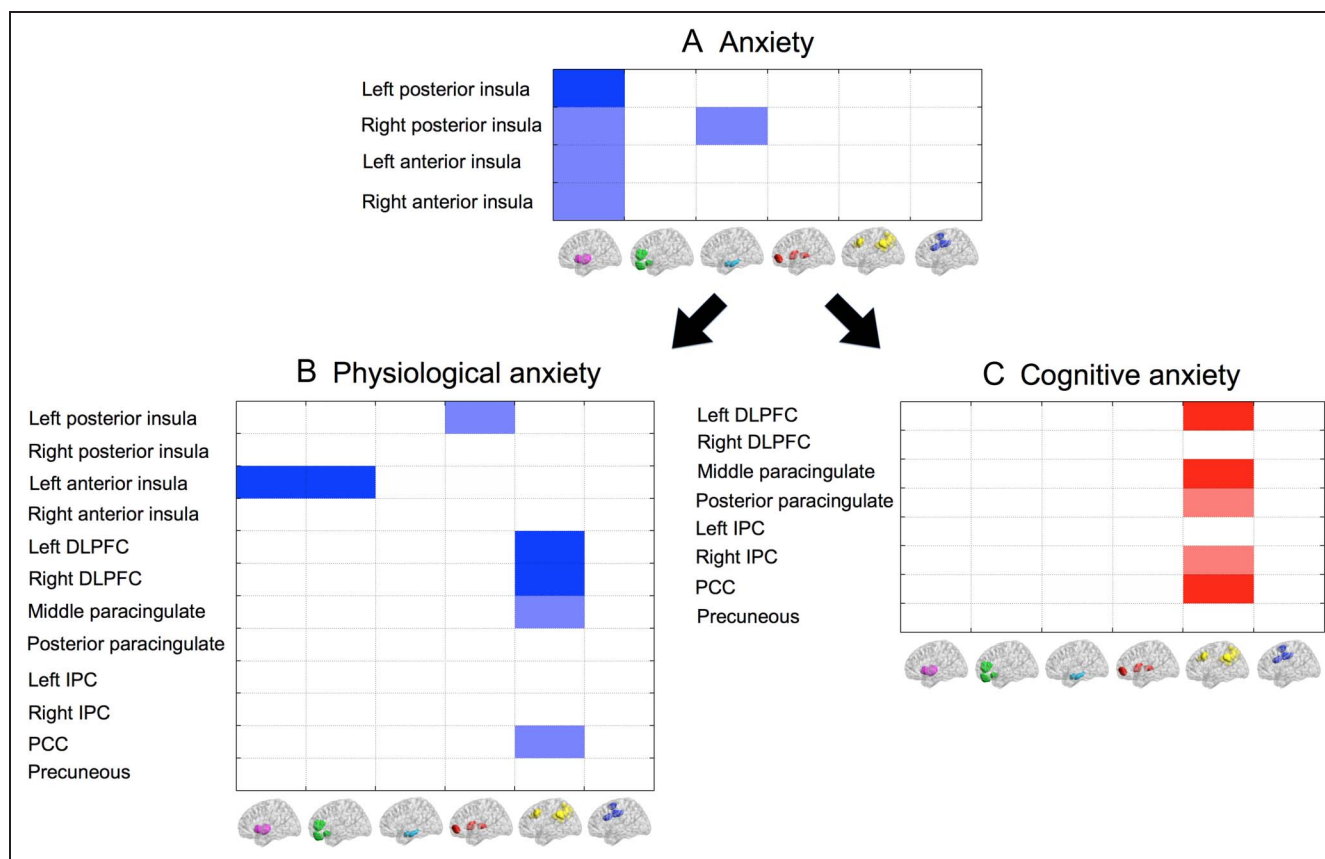 A Anxiety
Left posterior insula
Right posterior insula
Left anterior insula
Right anterior insula
B Physiological anxiety
Left posterior insula
Right posterior insula
Left anterior insula
Right anterior insula
Left DLPFC
Right DLPFC
Middle paracingulate
Posterior paracingulate
Left IPC
Right IPC
PCC
Precuneous
C Cognitive anxiety
Left DLPFC
Right DLPFC
Middle paracingulate
Posterior paracingulate
Left IPC
Right IPC
PCC
Precuneous